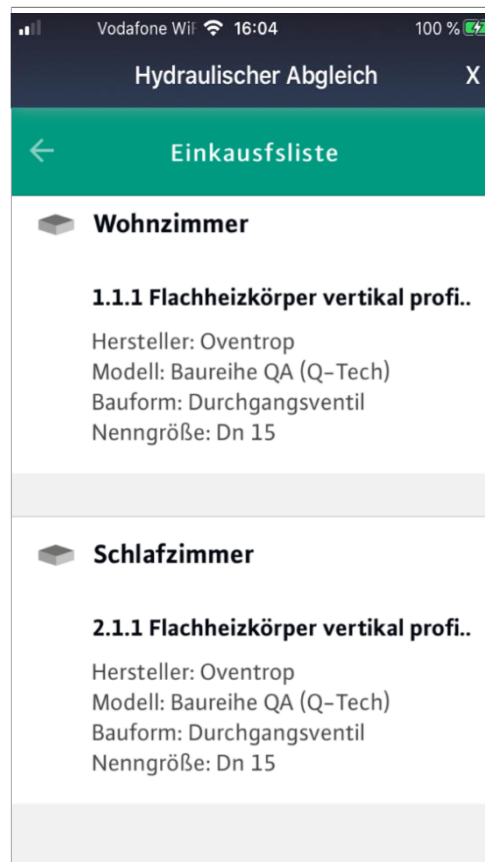 Vodafone WiF 16:04 100 %
Hydraulischer Abgleich X
Einkausfsliste
Wohnzimmer
1.1.1 Flachheizkörper vertikal profi..
Hersteller: Oventrop
Modell: Baureihe QA (Q-Tech)
Bauform: Durchgangsventil
Nenngröße: Dn 15
Schlafzimmer
2.1.1 Flachheizkörper vertikal profi..
Hersteller: Oventrop
Modell: Baureihe QA (Q-Tech)
Bauform: Durchgangsventil
Nenngröße: Dn 15